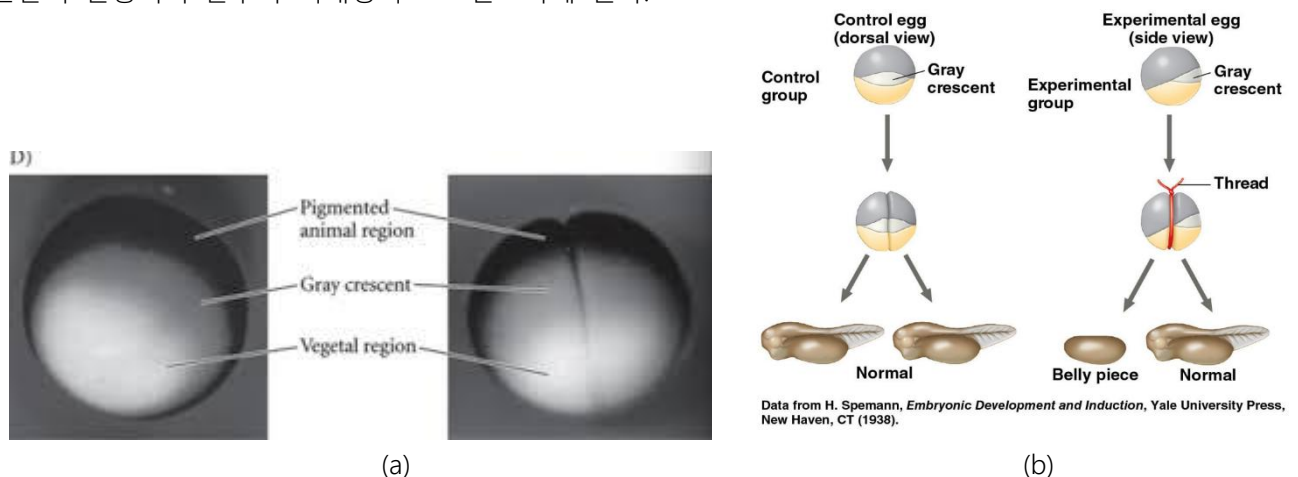 D)
Pigmented
animal region
Gray crescent
Vegetal region
(a)
Control egg
(dorsal view)
Control
group
Gray
crescent
Experimental egg
(side view)
Experimental
group
Gray
crescent
Thread
Normal
Belly piece
Normal
Data from H. Spemann, Embryonic Development and Induction, Yale University Press,
New Haven, CT (1938).
(b)